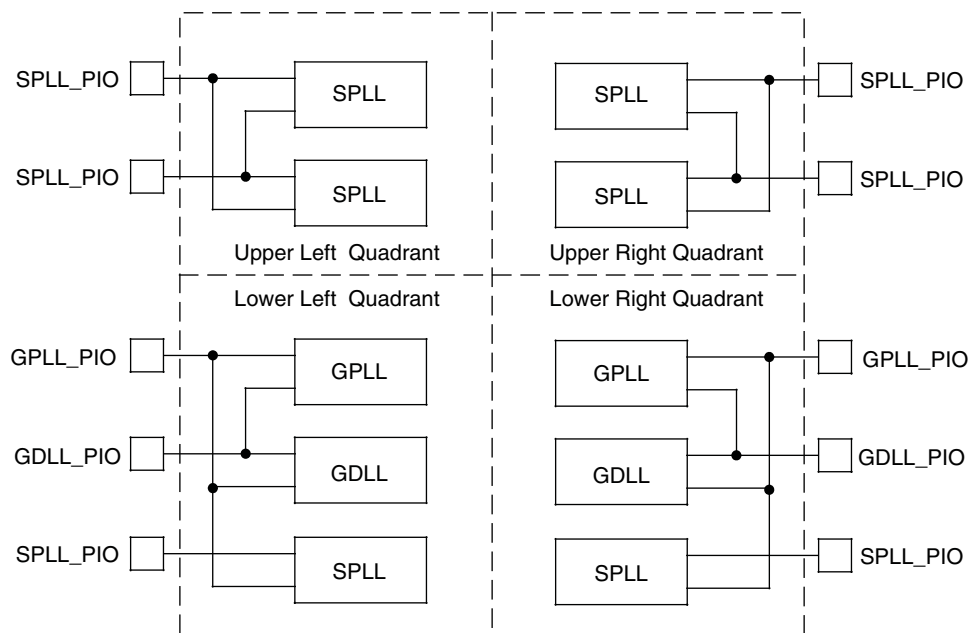 SPLL_PIO
SPLL
SPLL
SPLL_PIO
SPLL_PIO
SPLL
SPLL
SPLL_PIO
Upper Left Quadrant
Upper Right Quadrant
Lower Left Quadrant
Lower Right Quadrant
GPLL_PIO
GPLL
GPLL
GPLL_PIO
GDLL_PIO
GDLL
GDLL
GDLL_PIO
SPLL_PIO
SPLL
SPLL
SPLL_PIO